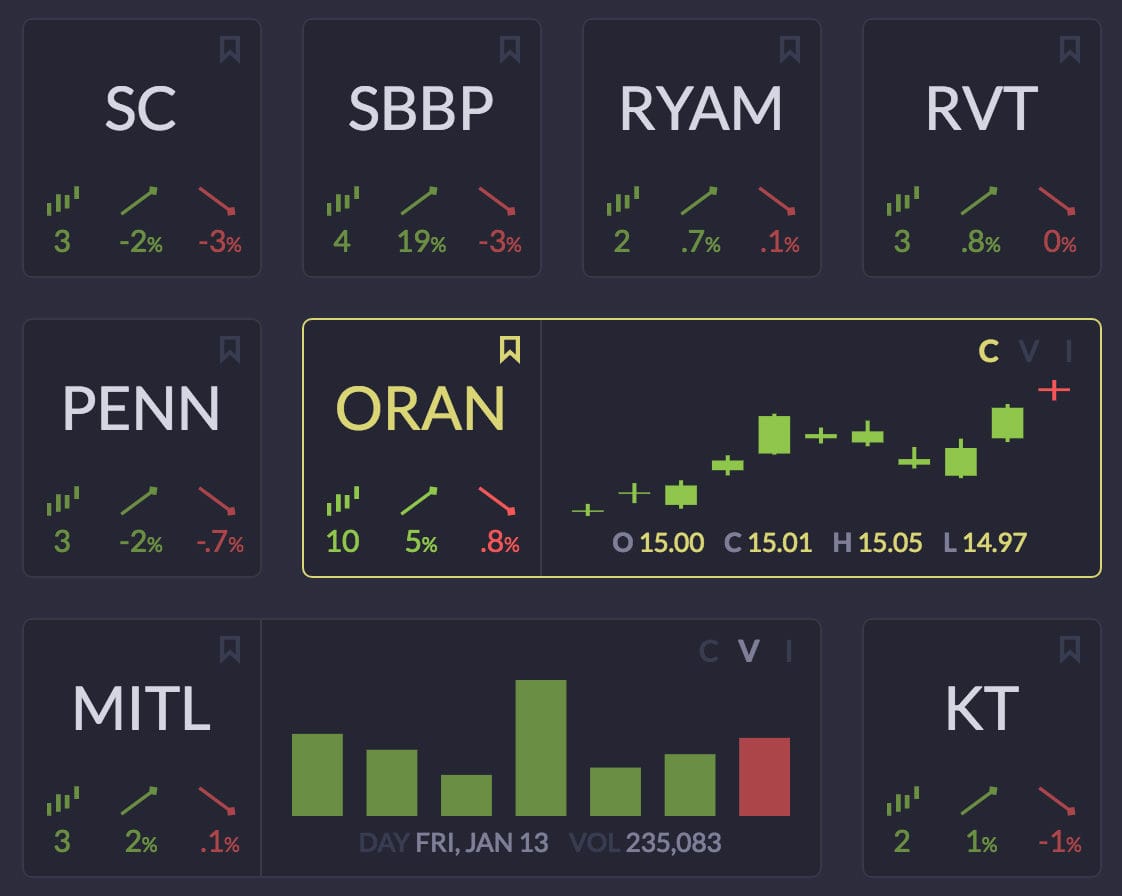 SC SBBP RYAM RVT
3 -2% -3% 4 19% -3% 2 .7% .1% 3 .8% 0%
C V I
PENN ORAN
3 -2% -.7% 10 5% .8% O 15.00 C 15.01 H 15.05 L 14.97
C V I
MITL KT
3 2% .1% DAY FRI, JAN 13 VOL 235,083 2 1% -1%